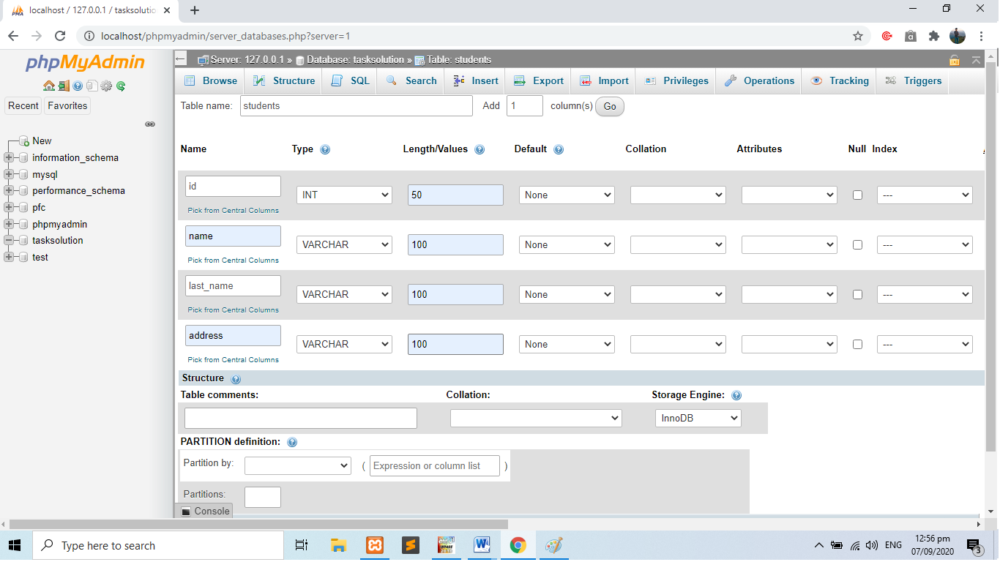 localhost / 127.0.0.1 / tasksolutio
localhost/phpmyadmin/server_databases.php?server=1
phpMyAdmin
Recent Favorites
New
information_schema
mysql
performance_schema
pfc
phpmyadmin
tasksolution
test
Server: 127.0.0.1 » Database: tasksolution » Table: students
Browse Structure SQL Search Insert Export Import Privileges Operations Tracking Triggers
Table name: students Add 1 column(s) Go
Name Type Length/Values Default Collation Attributes Null Index
id INT 50 None ---
Pick from Central Columns
name VARCHAR 100 None ---
Pick from Central Columns
last_name VARCHAR 100 None ---
Pick from Central Columns
address VARCHAR 100 None ---
Pick from Central Columns
Structure
Table comments: Collation: Storage Engine:
InnoDB
PARTITION definition:
Partition by: ( Expression or column list )
Partitions:
Console
Type here to search
ENG 12:56 pm
07/09/2020
3